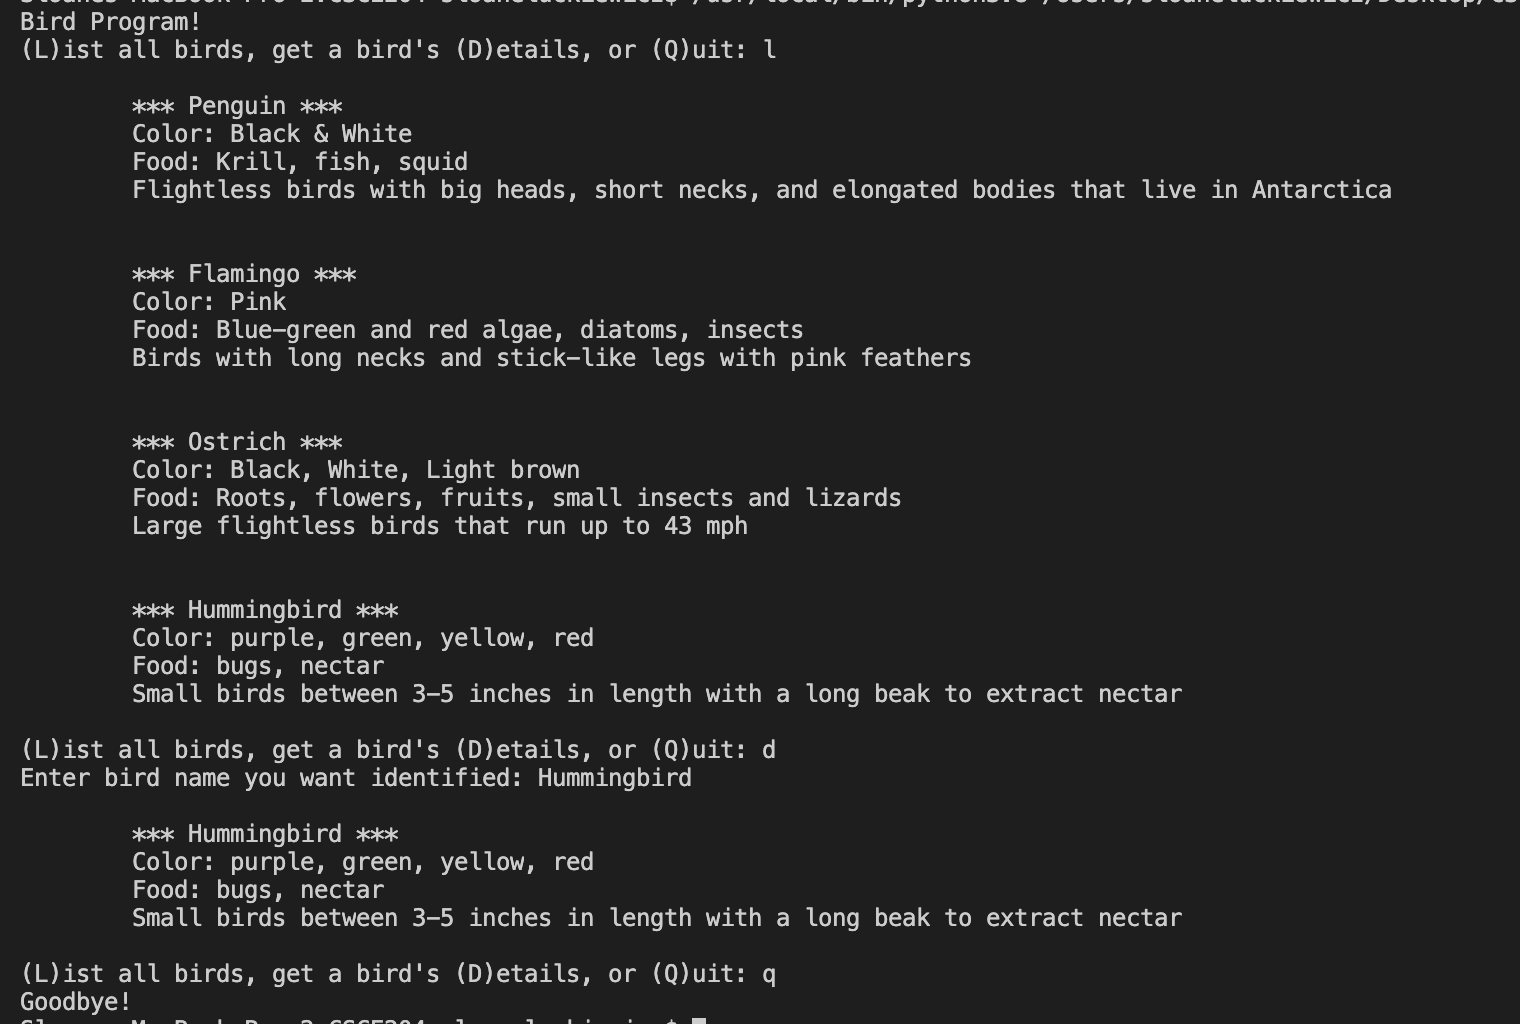 Bird Program!
(L)ist all birds, get a bird's (D)etails, or (Q)uit: l
*** Penguin ***
Color: Black & White
Food: Krill, fish, squid
Flightless birds with big heads, short necks, and elongated bodies that live in Antarctica
*** Flamingo ***
Color: Pink
Food: Blue-green and red algae, diatoms, insects
Birds with long necks and stick-like legs with pink feathers
*** Ostrich ***
Color: Black, White, Light brown
Food: Roots, flowers, fruits, small insects and lizards
Large flightless birds that run up to 43 mph
*** Hummingbird ***
Color: purple, green, yellow, red
Food: bugs, nectar
Small birds between 3-5 inches in length with a long beak to extract nectar
(L)ist all birds, get a bird's (D)etails, or (Q)uit: d
Enter bird name you want identified: Hummingbird
*** Hummingbird ***
Color: purple, green, yellow, red
Food: bugs, nectar
Small birds between 3-5 inches in length with a long beak to extract nectar
(L)ist all birds, get a bird's (D)etails, or (Q)uit: q
Goodbye!